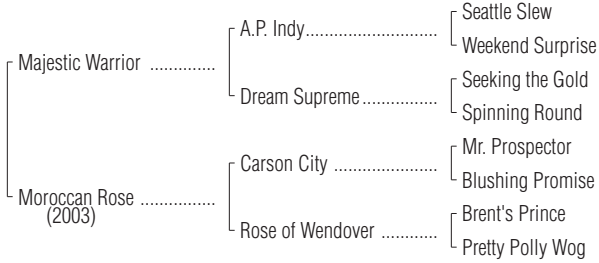 Seattle Slew
A.P. Indy
Weekend Surprise
Majestic Warrior
Seeking the Gold
Dream Supreme
Spinning Round
Mr. Prospector
Carson City
Blushing Promise
Moroccan Rose
(2003)
Brent's Prince
Rose of Wendover
Pretty Polly Wog